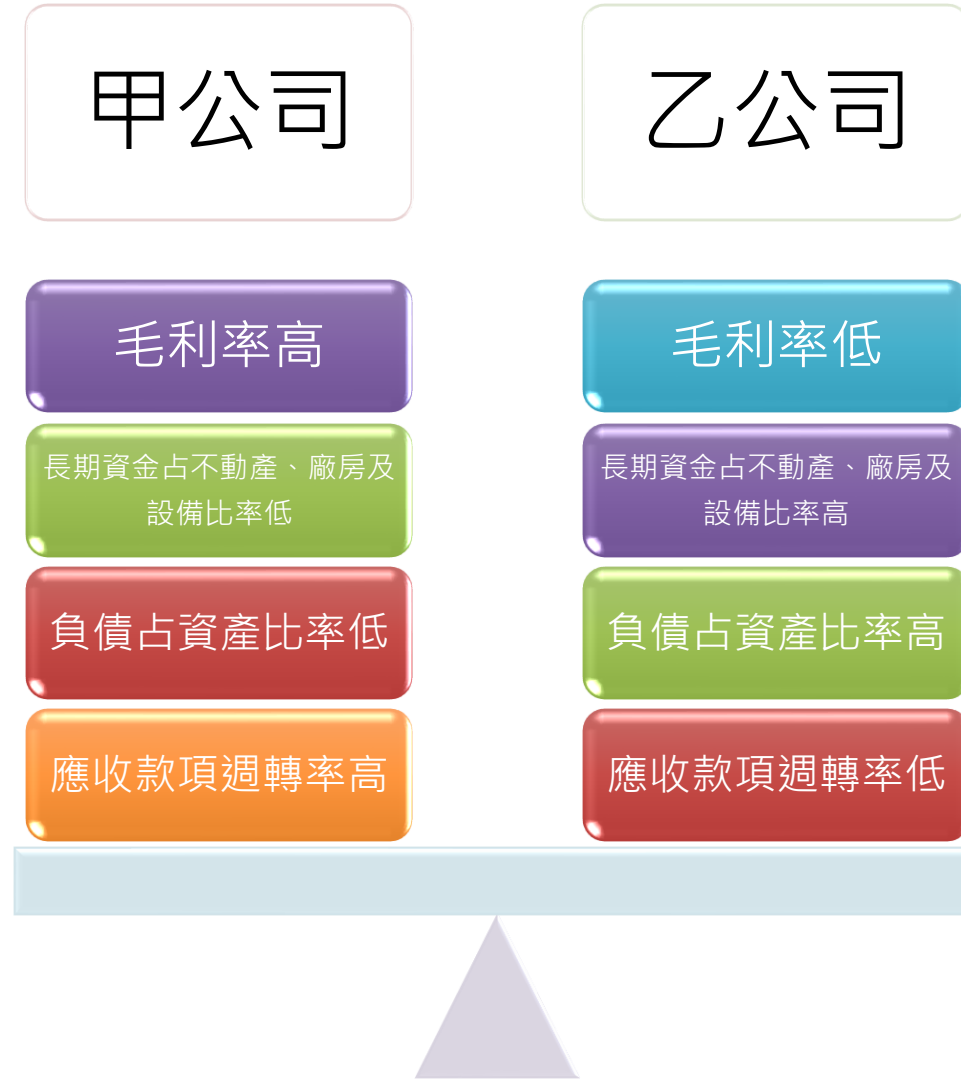 甲公司
乙公司
毛利率高
毛利率低
長期資金占不動產、廠房及
設備比率低
長期資金占不動產、廠房及
設備比率高
負債占資產比率低
負債占資產比率高
應收款項週轉率高
應收款項週轉率低